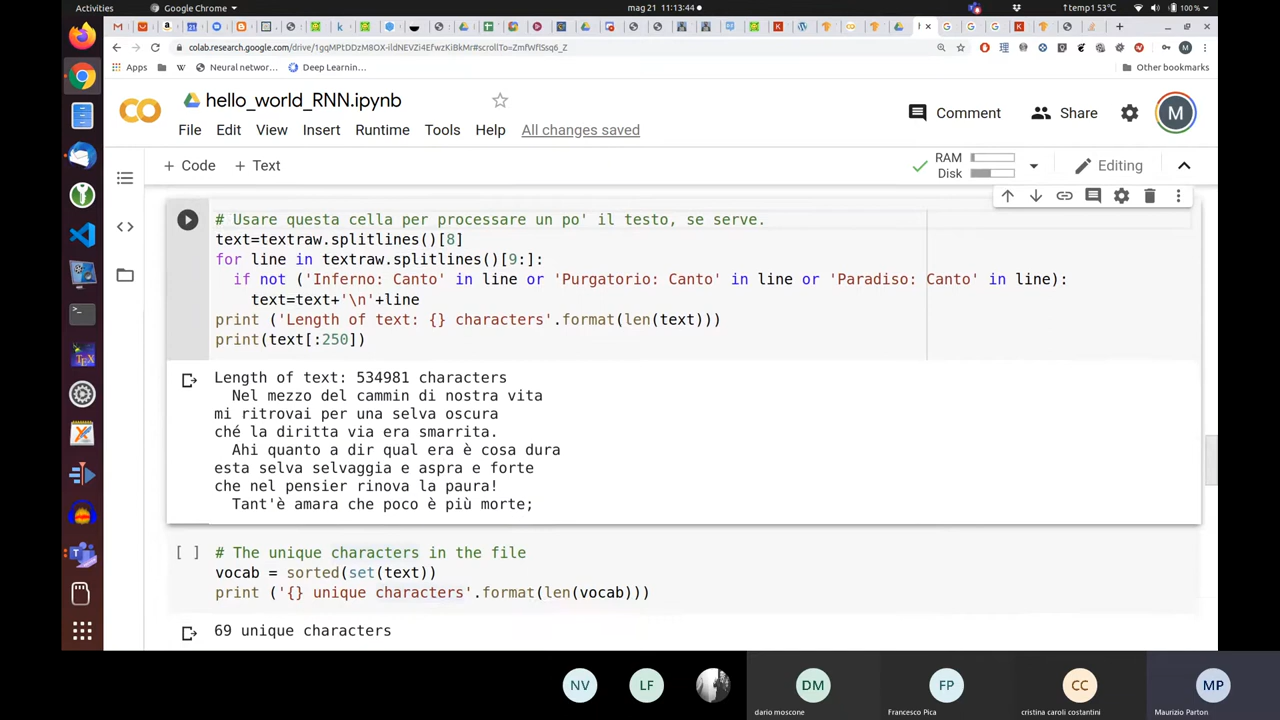 Activities
Google Chrome
mag 21 11:13:44
temp1 53°C
100 %
colab.research.google.com/drive/1gqMPtDDzM8OX-ildNEVZi4EfwzKiBkMr#scrollTo=ZmfWflSsq6_Z
Apps
Neural networ...
Deep Learnin...
Other bookmarks
hello_world_RNN.ipynb
Comment
Share
M
File Edit View Insert Runtime Tools Help All changes saved
+ Code + Text
RAM
Disk
Editing
# Usare questa cella per processare un po' il testo, se serve.
text=textraw.splitlines()[8]
for line in textraw.splitlines()[9:]:
if not ('Inferno: Canto' in line or 'Purgatorio: Canto' in line or 'Paradiso: Canto' in line):
text=text+'\n'+line
print ('Length of text: {} characters'.format(len(text)))
print(text[:250])
Length of text: 534981 characters
Nel mezzo del cammin di nostra vita
mi ritrovai per una selva oscura
ché la diritta via era smarrita.
Ahi quanto a dir qual era è cosa dura
esta selva selvaggia e aspra e forte
che nel pensier rinova la paura!
Tant'è amara che poco è più morte;
[ ] # The unique characters in the file
vocab = sorted(set(text))
print ('{} unique characters'.format(len(vocab)))
69 unique characters
NV
LF
DM
FP
CC
MP
dario moscone
Francesco Pica
cristina caroli costantini
Maurizio Parton